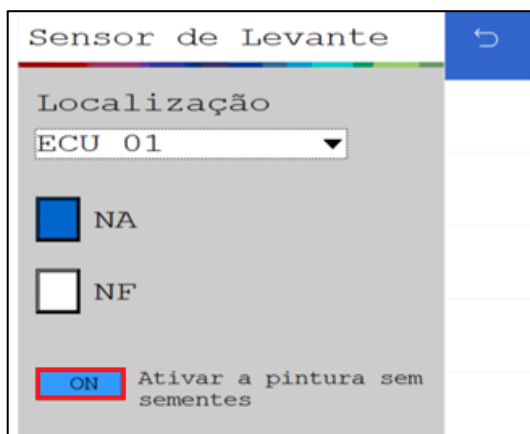 Sensor de Levante
Localização
ECU 01
NA
NF
ON
Ativar a pintura sem
sementes